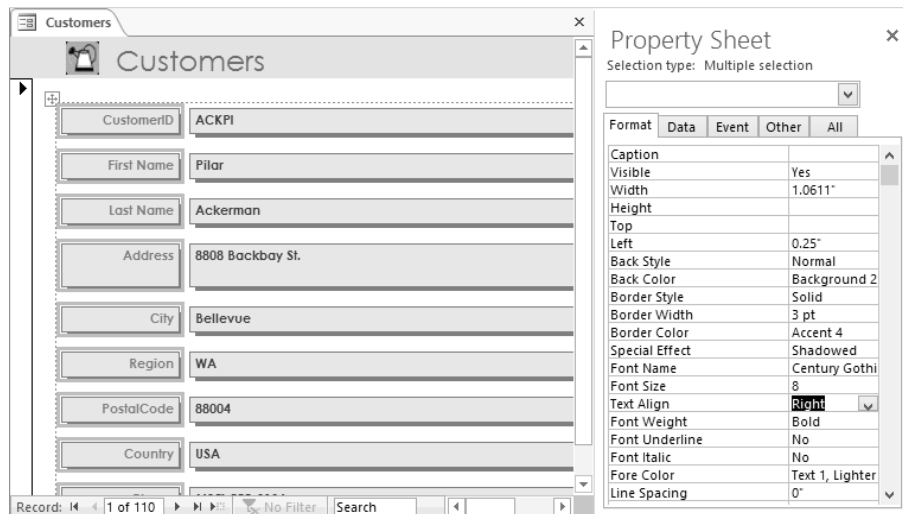 Customers
Customers
CustomerID ACKPI
First Name Pilar
Last Name Ackerman
Address 8808 Backbay St.
City Bellevue
Region WA
PostalCode 88004
Country USA
Record: 1 of 110 No Filter Search
Property Sheet
Selection type: Multiple selection
Format Data Event Other All
Caption
Visible Yes
Width 1.0611"
Height
Top
Left 0.25"
Back Style Normal
Back Color Background 2
Border Style Solid
Border Width 3 pt
Border Color Accent 4
Special Effect Shadowed
Font Name Century Gothi
Font Size 8
Text Align Right
Font Weight Bold
Font Underline No
Font Italic No
Fore Color Text 1, Lighter
Line Spacing 0"